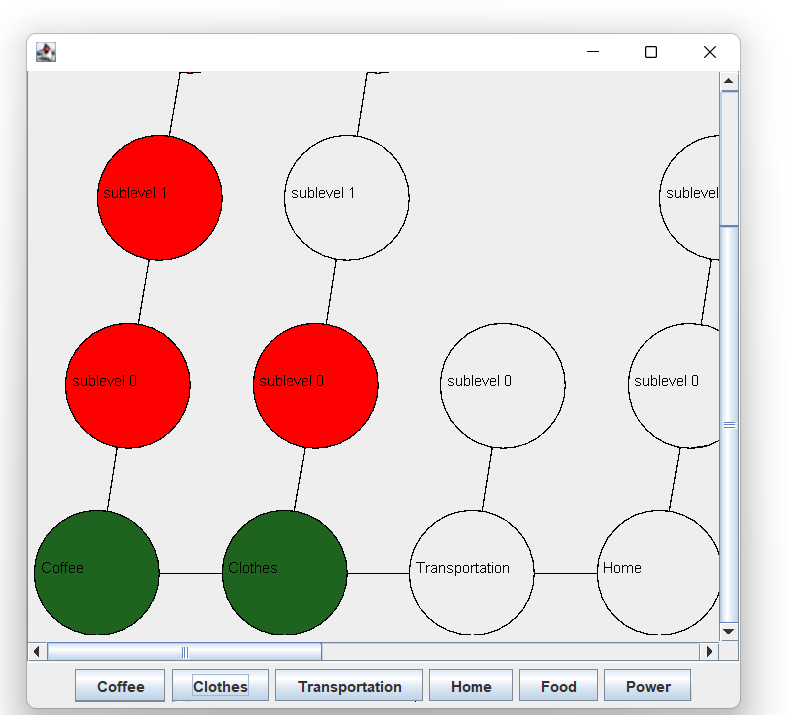 sublevel 1
sublevel 1
sublevel
sublevel 0
sublevel 0
sublevel 0
sublevel 0
Coffee
Clothes
Transportation
Home
Coffee
Clothes
Transportation
Home
Food
Power